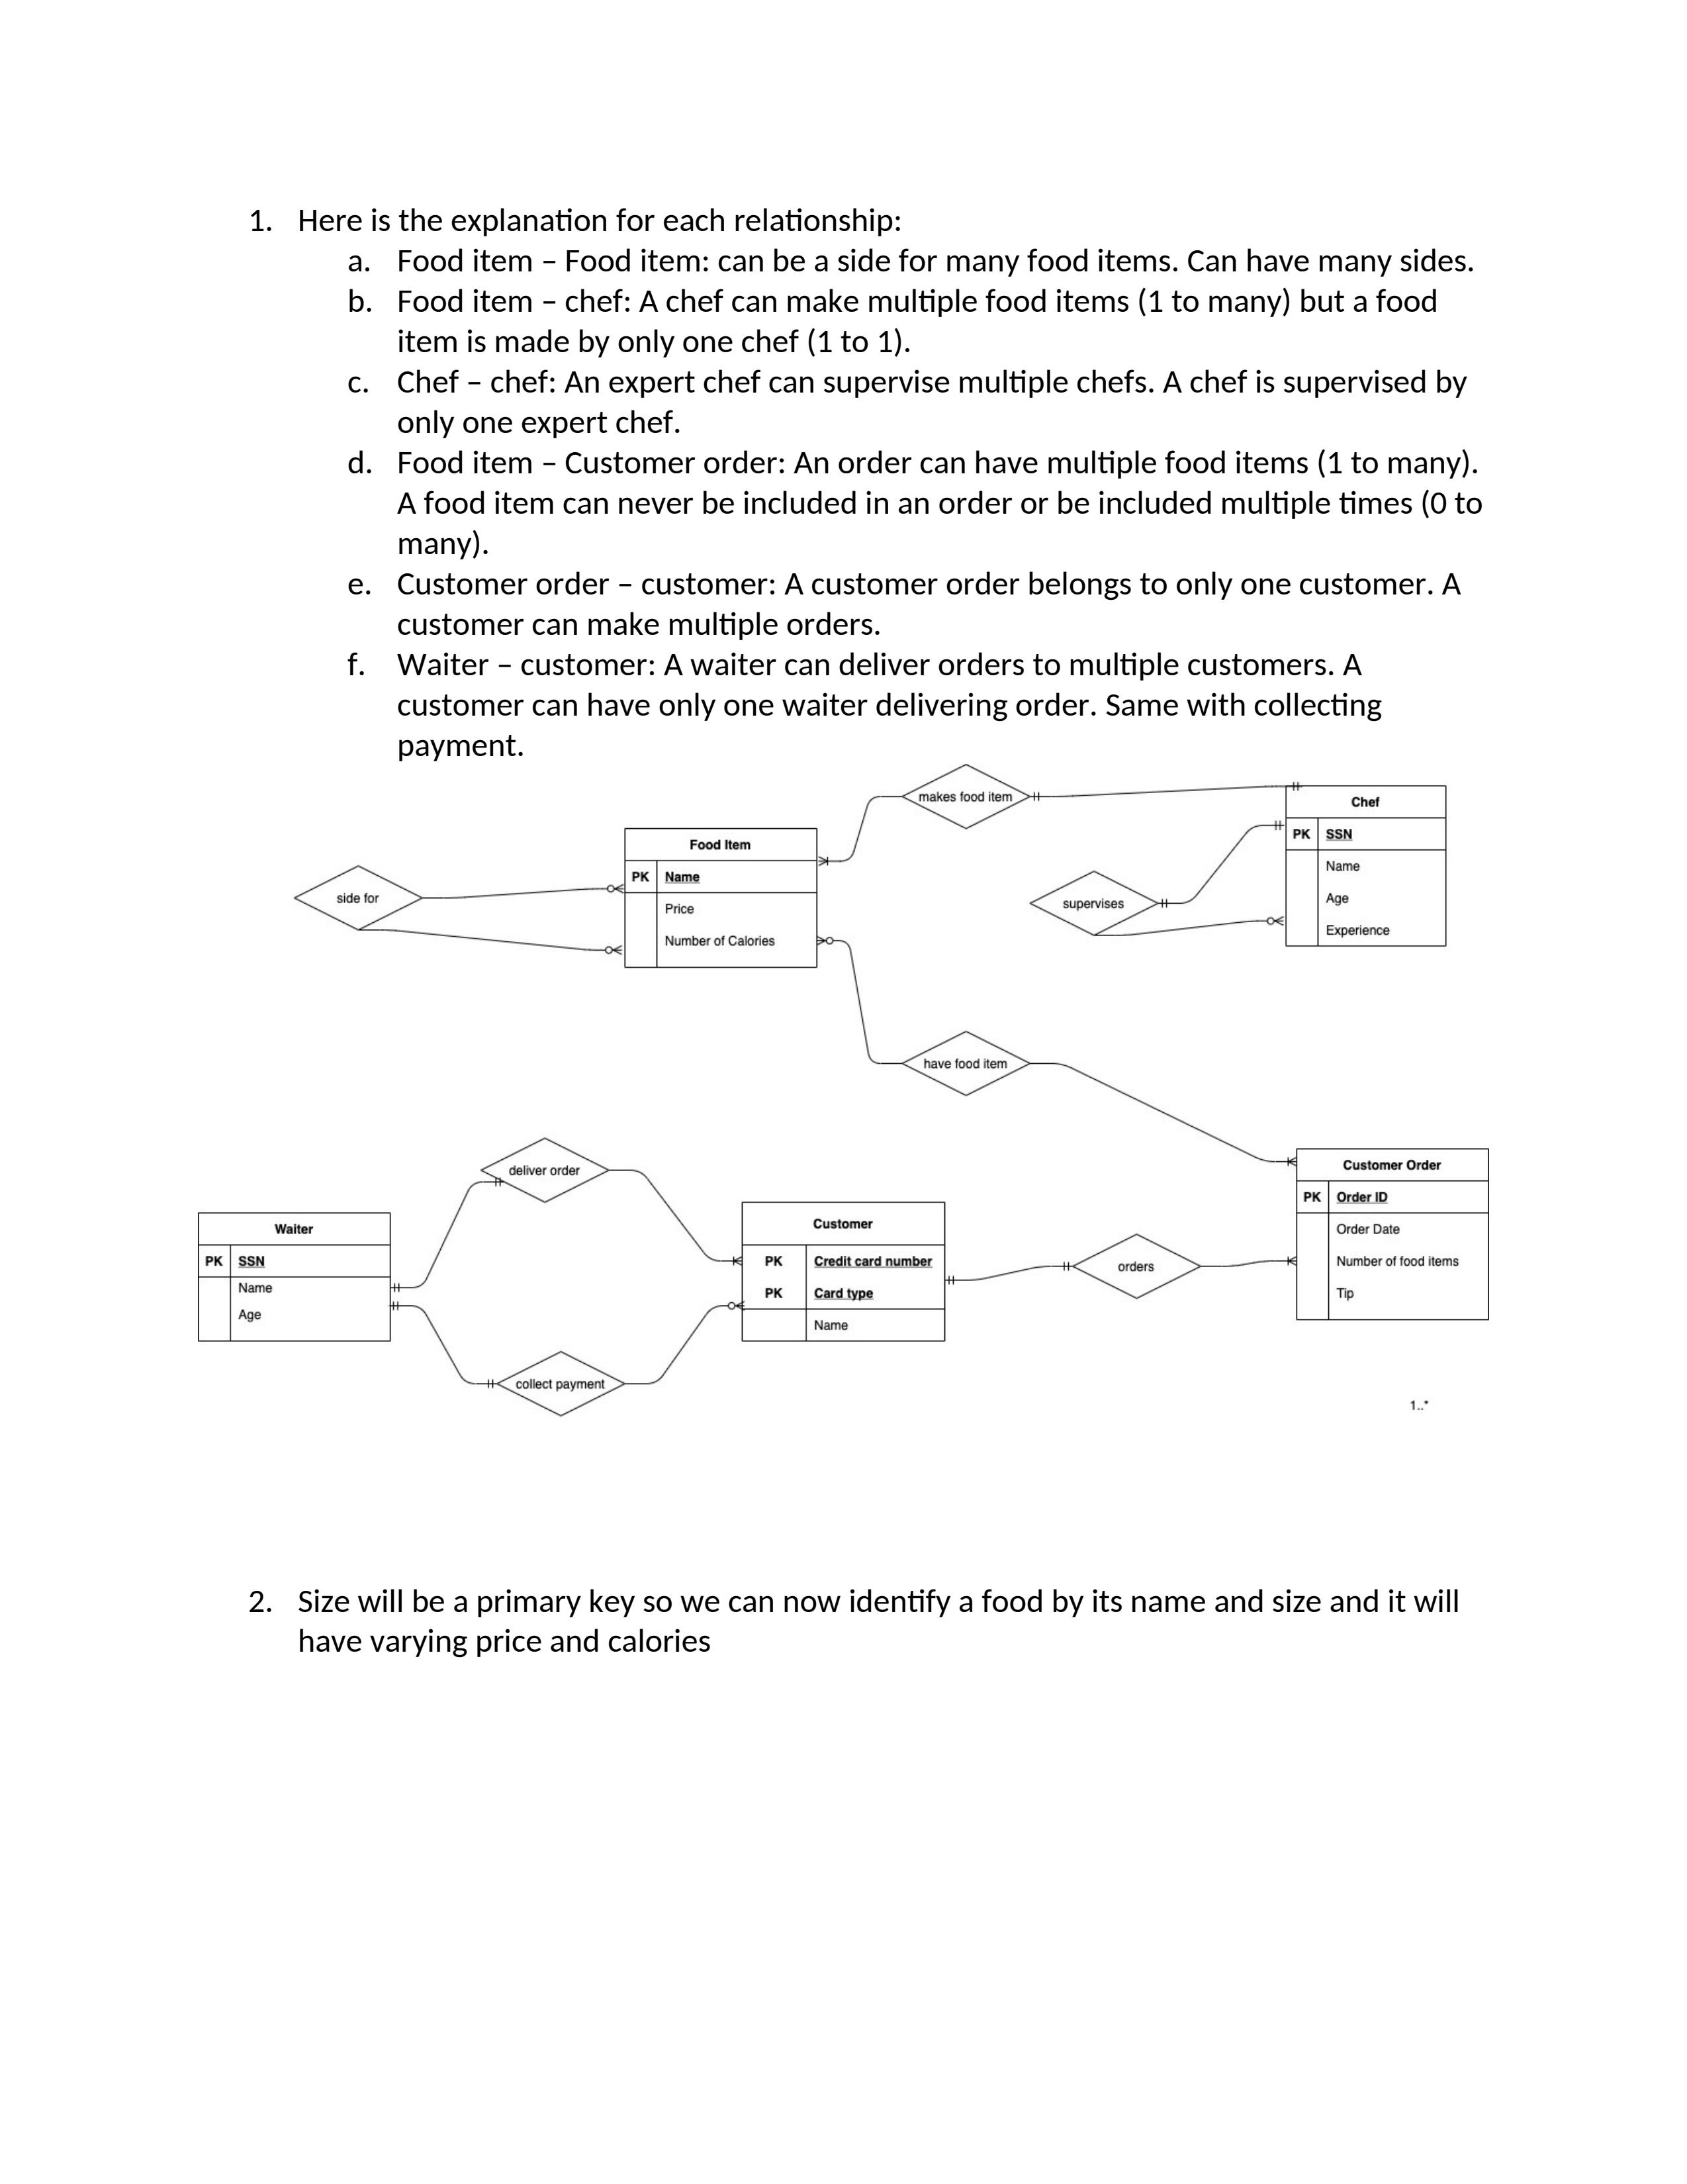 1. Here is the explanation for each relationship:
a. Food item – Food item: can be a side for many food items. Can have many sides.
b. Food item – chef: A chef can make multiple food items (1 to many) but a food
item is made by only one chef (1 to 1).
c. Chef – chef: An expert chef can supervise multiple chefs. A chef is supervised by
only one expert chef.
d. Food item – Customer order: An order can have multiple food items (1 to many).
A food item can never be included in an order or be included multiple times (0 to
many).
e. Customer order – customer: A customer order belongs to only one customer. A
customer can make multiple orders.
f. Waiter – customer: A waiter can deliver orders to multiple customers. A
customer can have only one waiter delivering order. Same with collecting
payment.
makes food item
Chef
PK SSN
Name
Age
Experience
supervises
Food Item
PK Name
Price
Number of Calories
side for
have food item
deliver order
Customer Order
PK Order ID
Order Date
Number of food items
Tip
Waiter
PK SSN
Name
Age
Customer
PK Credit card number
PK Card type
Name
orders
collect payment
1..*
2. Size will be a primary key so we can now identify a food by its name and size and it will
have varying price and calories